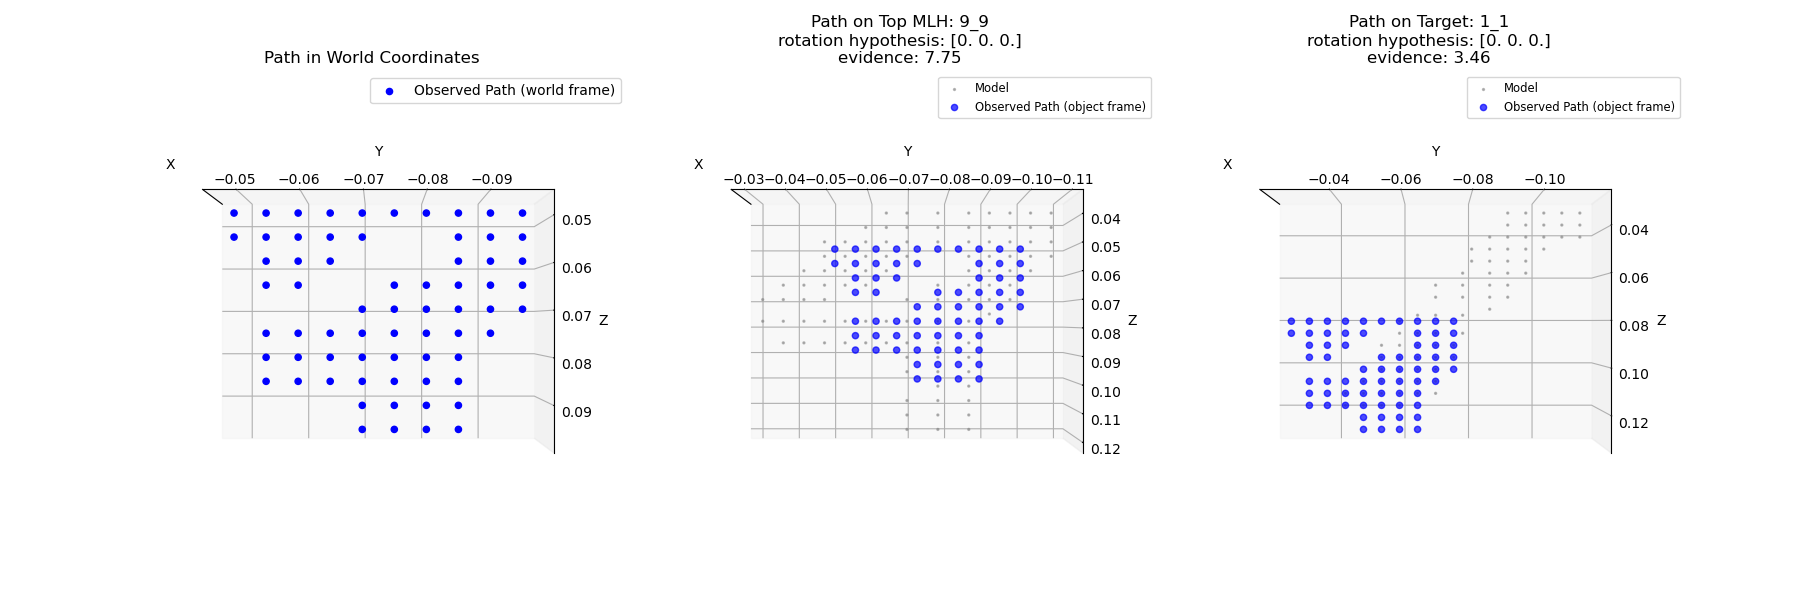 Path in World Coordinates
Observed Path (world frame)
X
Y
−0.05 −0.06 −0.07 −0.08 −0.09
0.05
0.06
0.07
Z
0.08
0.09
Path on Top MLH: 9_9
rotation hypothesis: [0. 0. 0.]
evidence: 7.75
Model
Observed Path (object frame)
X
Y
−0.03 −0.04 −0.05 −0.06 −0.07 −0.08 −0.09 −0.10 −0.11
0.04
0.05
0.06
0.07
Z
0.08
0.09
0.10
0.11
0.12
Path on Target: 1_1
rotation hypothesis: [0. 0. 0.]
evidence: 3.46
Model
Observed Path (object frame)
X
Y
−0.04 −0.06 −0.08 −0.10
0.04
0.06
0.08
Z
0.10
0.12